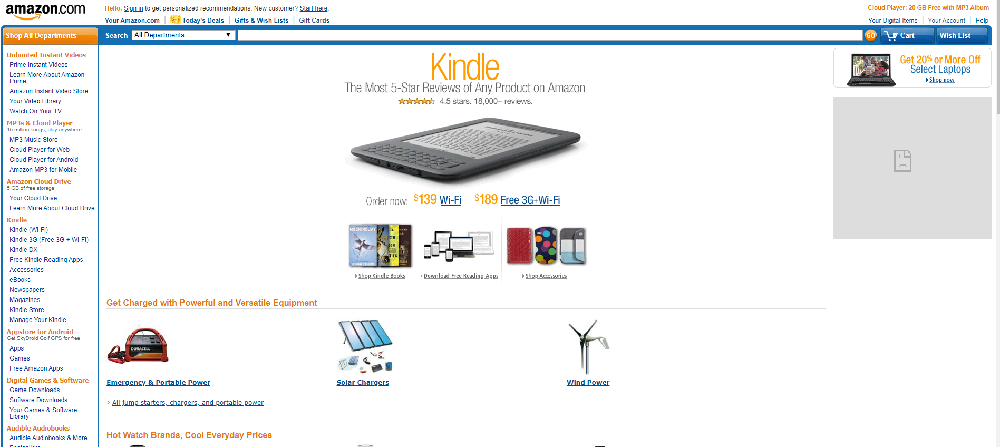 amazon.com
Hello. Sign in to get personalized recommendations. New customer? Start here.
Cloud Player: 20 GB Free with MP3 Album
Your Amazon.com | Today's Deals | Gifts & Wish Lists | Gift Cards
Your Digital Items | Your Account | Help
Shop All Departments
Search All Departments GO Cart Wish List
Unlimited Instant Videos
Prime Instant Videos
Learn More About Amazon
Prime
Amazon Instant Video Store
Your Video Library
Watch On Your TV
MP3s & Cloud Player
15 million songs, play anywhere
MP3 Music Store
Cloud Player for Web
Cloud Player for Android
Amazon MP3 for Mobile
Amazon Cloud Drive
5 GB of free storage
Your Cloud Drive
Learn More About Cloud Drive
Kindle
Kindle (Wi-Fi)
Kindle 3G (Free 3G + Wi-Fi)
Kindle DX
Free Kindle Reading Apps
Accessories
eBooks
Newspapers
Magazines
Kindle Store
Manage Your Kindle
Appstore for Android
Get SkyDroid Golf GPS for free
Apps
Games
Free Amazon Apps
Digital Games & Software
Game Downloads
Software Downloads
Your Games & Software
Library
Audible Audiobooks
Audible Audiobooks & More
Bestsellers
Kindle
The Most 5-Star Reviews of Any Product on Amazon
4.5 stars. 18,000+ reviews.
Order now: $139 Wi-Fi | $189 Free 3G+Wi-Fi
MOCKINGJAY
SUZANNE COLLINS
Shop Kindle Books
Download Free Reading Apps
Shop Accessories
Get 20% or More Off
Select Laptops
Shop now
Get Charged with Powerful and Versatile Equipment
DURACELL
Emergency & Portable Power
Solar Chargers
Wind Power
All jump starters, chargers, and portable power
Hot Watch Brands, Cool Everyday Prices